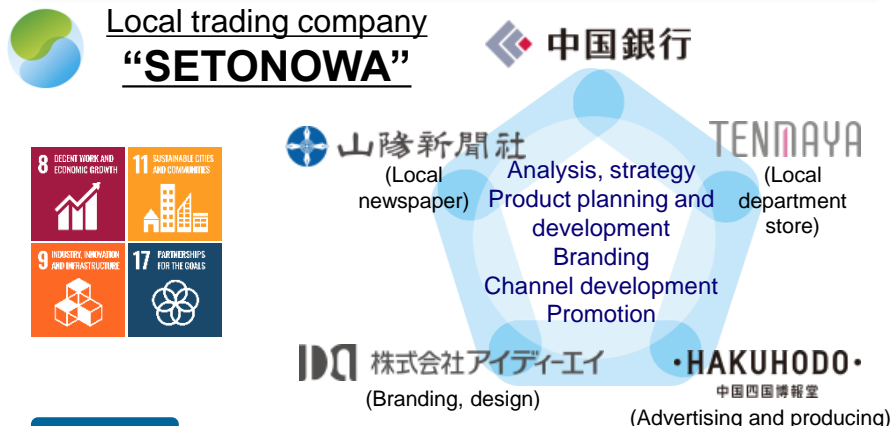 Local trading company
“SETONOWA”
中国銀行
山陽新聞社
(Local
newspaper)
TENMAYA
(Local
department
store)
8 DECENT WORK AND
ECONOMIC GROWTH
11 SUSTAINABLE CITIES
AND COMMUNITIES
9 INDUSTRY, INNOVATION
AND INFRASTRUCTURE
17 PARTNERSHIPS
FOR THE GOALS
Analysis, strategy
Product planning and
development
Branding
Channel development
Promotion
IDA 株式会社アイディーエイ
(Branding, design)
・HAKUHODO・
中国四国博報堂
(Advertising and producing)